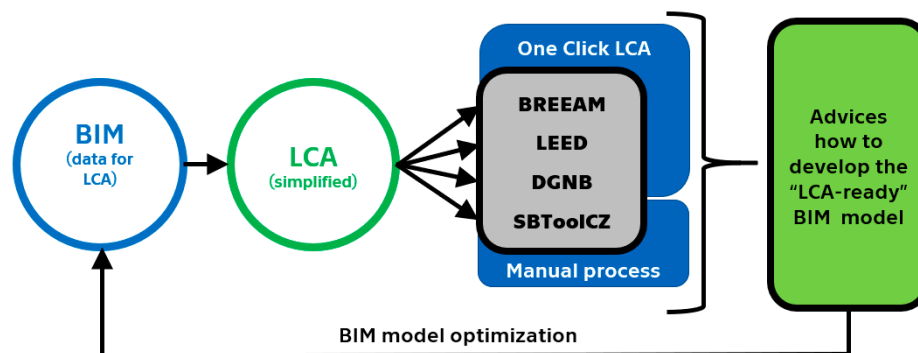 BIM
(data for
LCA)
LCA
(simplified)
One Click LCA
BREEAM
LEED
DGNB
SBToolCZ
Manual process
Advices
how to
develop the
“LCA-ready”
BIM model
BIM model optimization